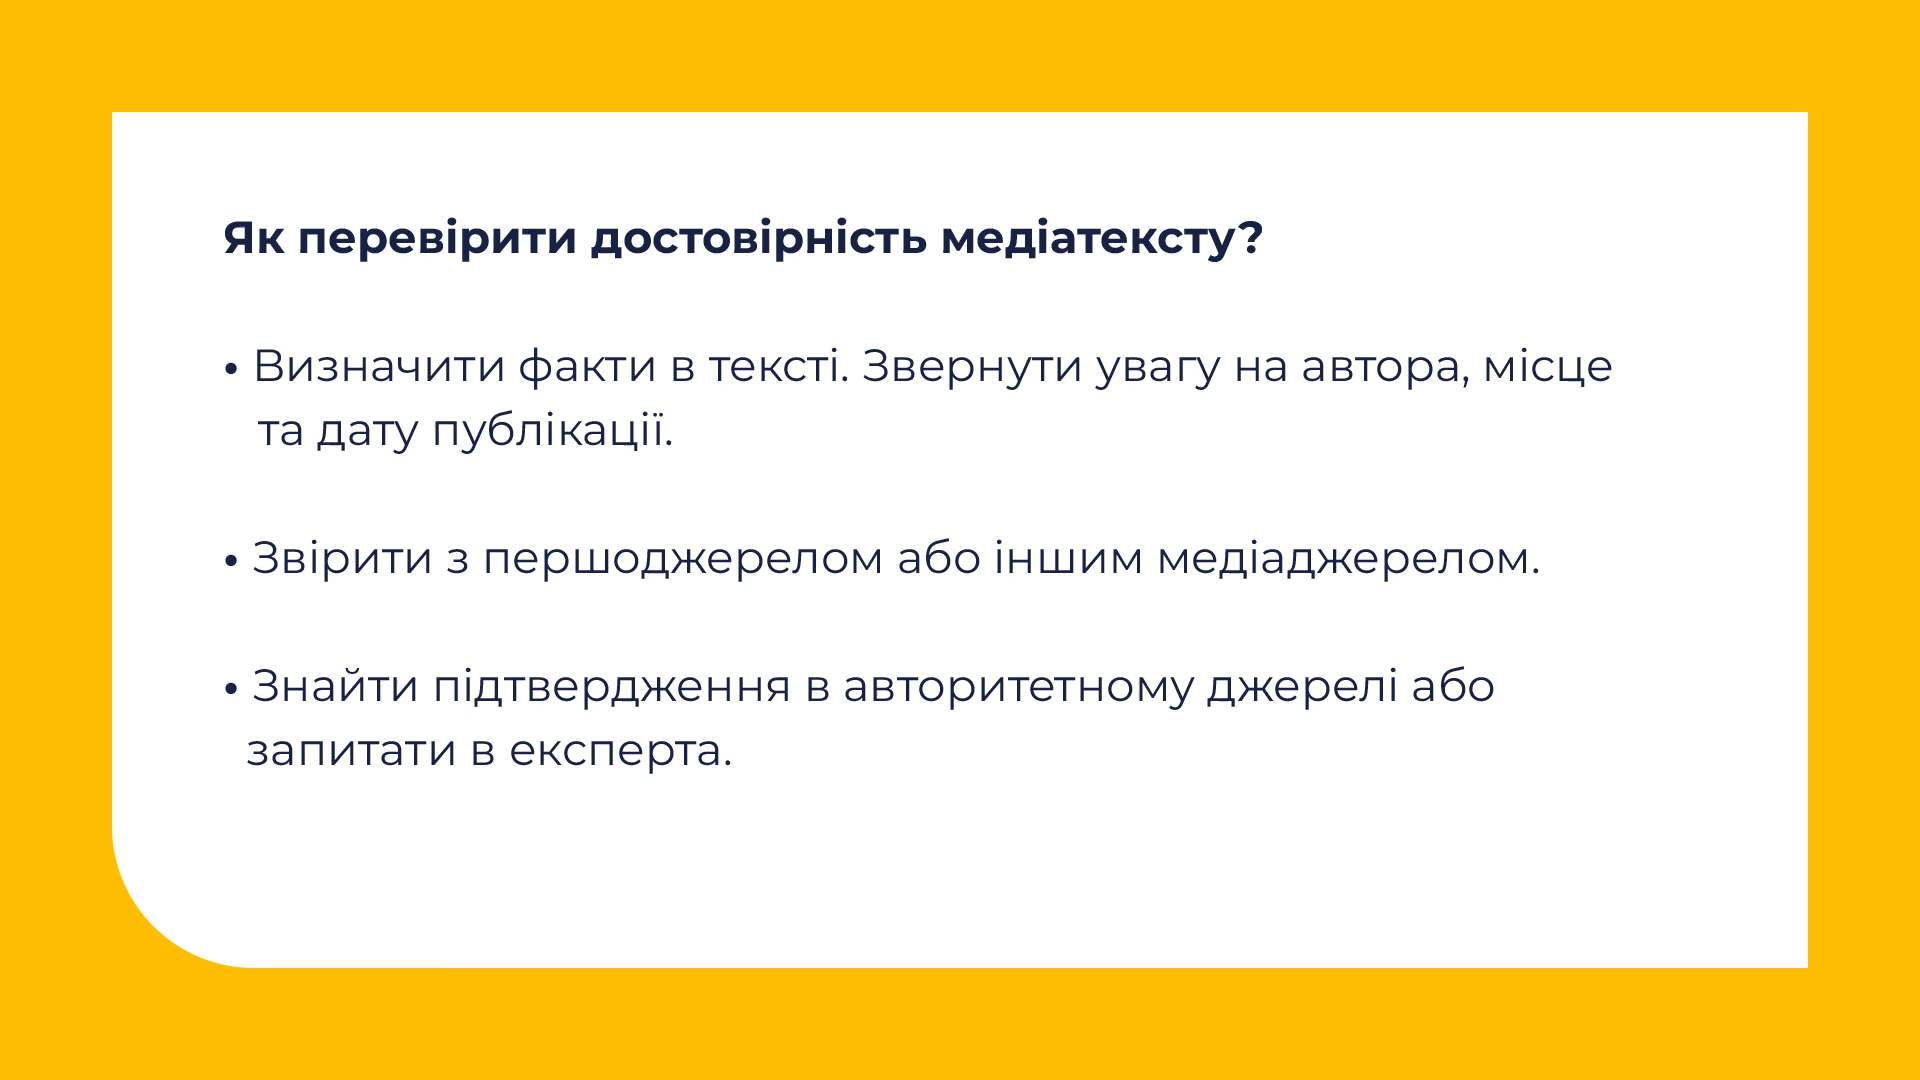 Як перевірити достовірність медіатексту?
• Визначити факти в тексті. Звернути увагу на автора, місце
та дату публікації.
• Звірити з першоджерелом або іншим медіаджерелом.
• Знайти підтвердження в авторитетному джерелі або
запитати в експерта.